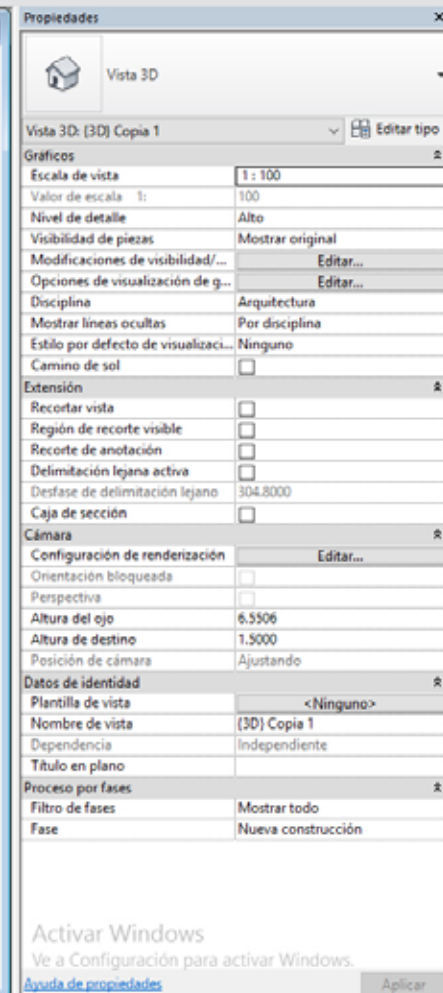 Propiedades
Vista 3D
Vista 3D: {3D} Copia 1 Editar tipo
Gráficos
Escala de vista 1 : 100
Valor de escala 1: 100
Nivel de detalle Alto
Visibilidad de piezas Mostrar original
Modificaciones de visibilidad/... Editar...
Opciones de visualización de g... Editar...
Disciplina Arquitectura
Mostrar líneas ocultas Por disciplina
Estilo por defecto de visualizaci... Ninguno
Camino de sol
Extensión
Recortar vista
Región de recorte visible
Recorte de anotación
Delimitación lejana activa
Desfase de delimitación lejano 304.8000
Caja de sección
Cámara
Configuración de renderización Editar...
Orientación bloqueada
Perspectiva
Altura del ojo 6.5506
Altura de destino 1.5000
Posición de cámara Ajustando
Datos de identidad
Plantilla de vista <Ninguno>
Nombre de vista {3D} Copia 1
Dependencia Independiente
Título en plano
Proceso por fases
Filtro de fases Mostrar todo
Fase Nueva construcción
Activar Windows
Ve a Configuración para activar Windows.
Ayuda de propiedades Aplicar